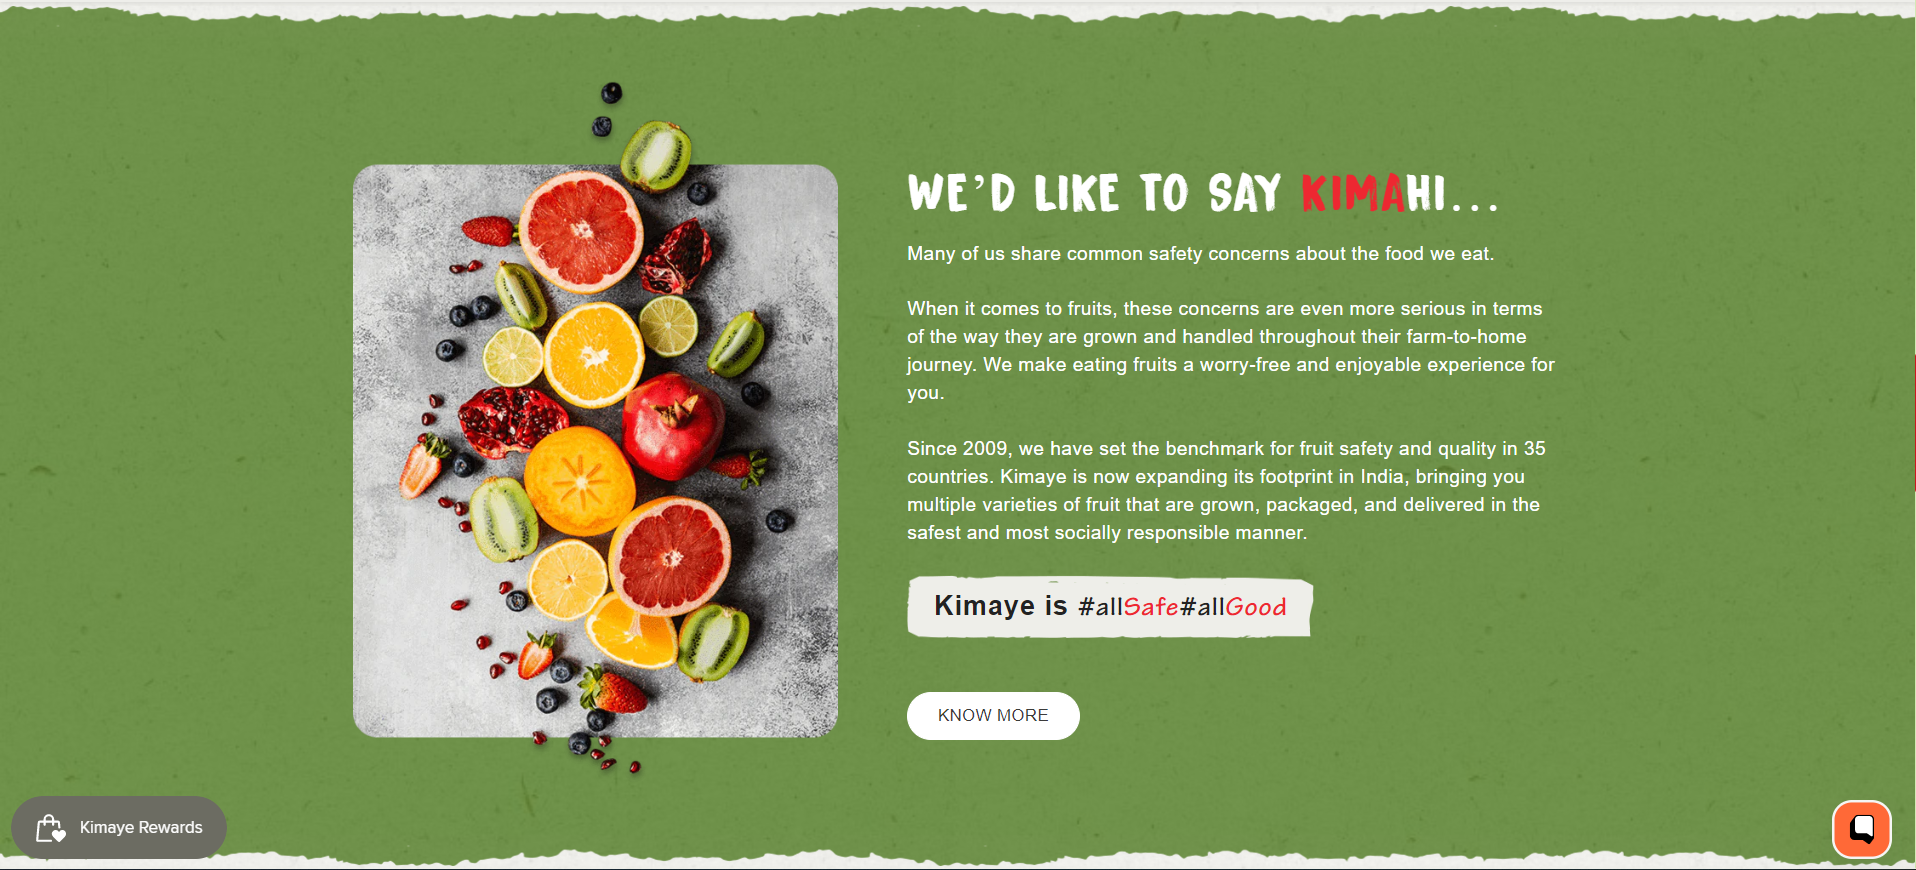 WE’D LIKE TO SAY KIMAHI...
Many of us share common safety concerns about the food we eat.
When it comes to fruits, these concerns are even more serious in terms
of the way they are grown and handled throughout their farm-to-home
journey. We make eating fruits a worry-free and enjoyable experience for
you.
Since 2009, we have set the benchmark for fruit safety and quality in 35
countries. Kimaye is now expanding its footprint in India, bringing you
multiple varieties of fruit that are grown, packaged, and delivered in the
safest and most socially responsible manner.
Kimaye is #allSafe#allGood
KNOW MORE
Kimaye Rewards